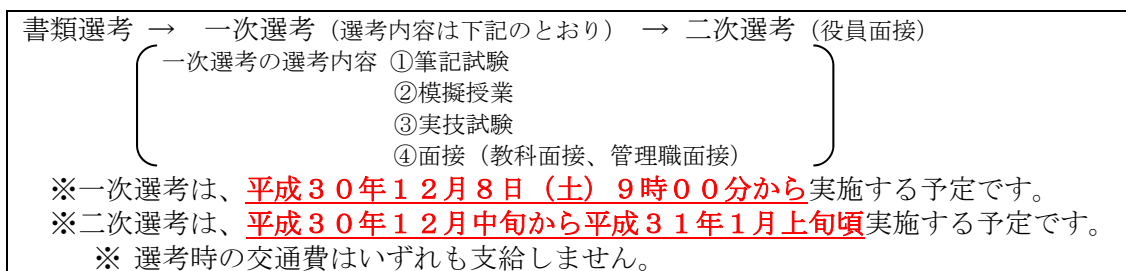 書類選考 → 一次選考(選考内容は下記のとおり) → 二次選考(役員面接)
一次選考の選考内容 ①筆記試験
②模擬授業
③実技試験
④面接(教科面接、管理職面接)
※一次選考は、平成30年12月8日(土)9時00分から実施する予定です。
※二次選考は、平成30年12月中旬から平成31年1月上旬頃実施する予定です。
※ 選考時の交通費はいずれも支給しません。